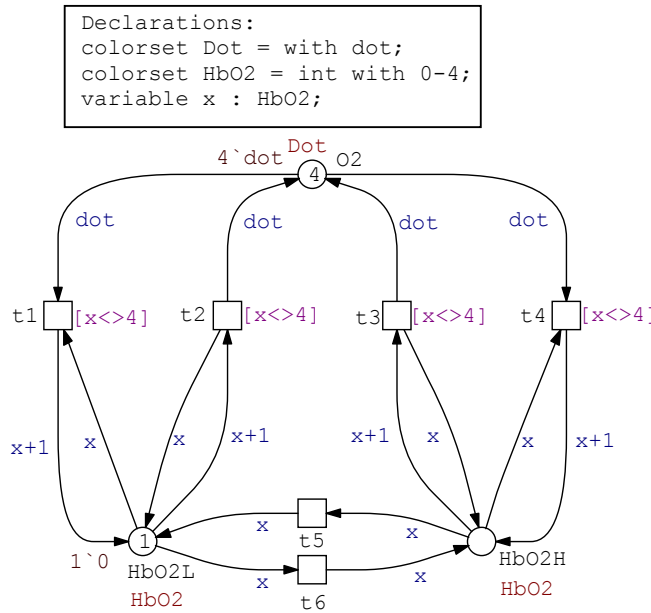 Declarations:
colorset Dot = with dot;
colorset HbO2 = int with 0-4;
variable x : HbO2;
Dot
4`dot
4
O2
dot
dot
dot
dot
t1
[x<>4]
t2
[x<>4]
t3
[x<>4]
t4
[x<>4]
x+1
x
x
x+1
x+1
x
x
x+1
1`0
1
HbO2L
HbO2
x
t5
x
x
t6
x
HbO2H
HbO2